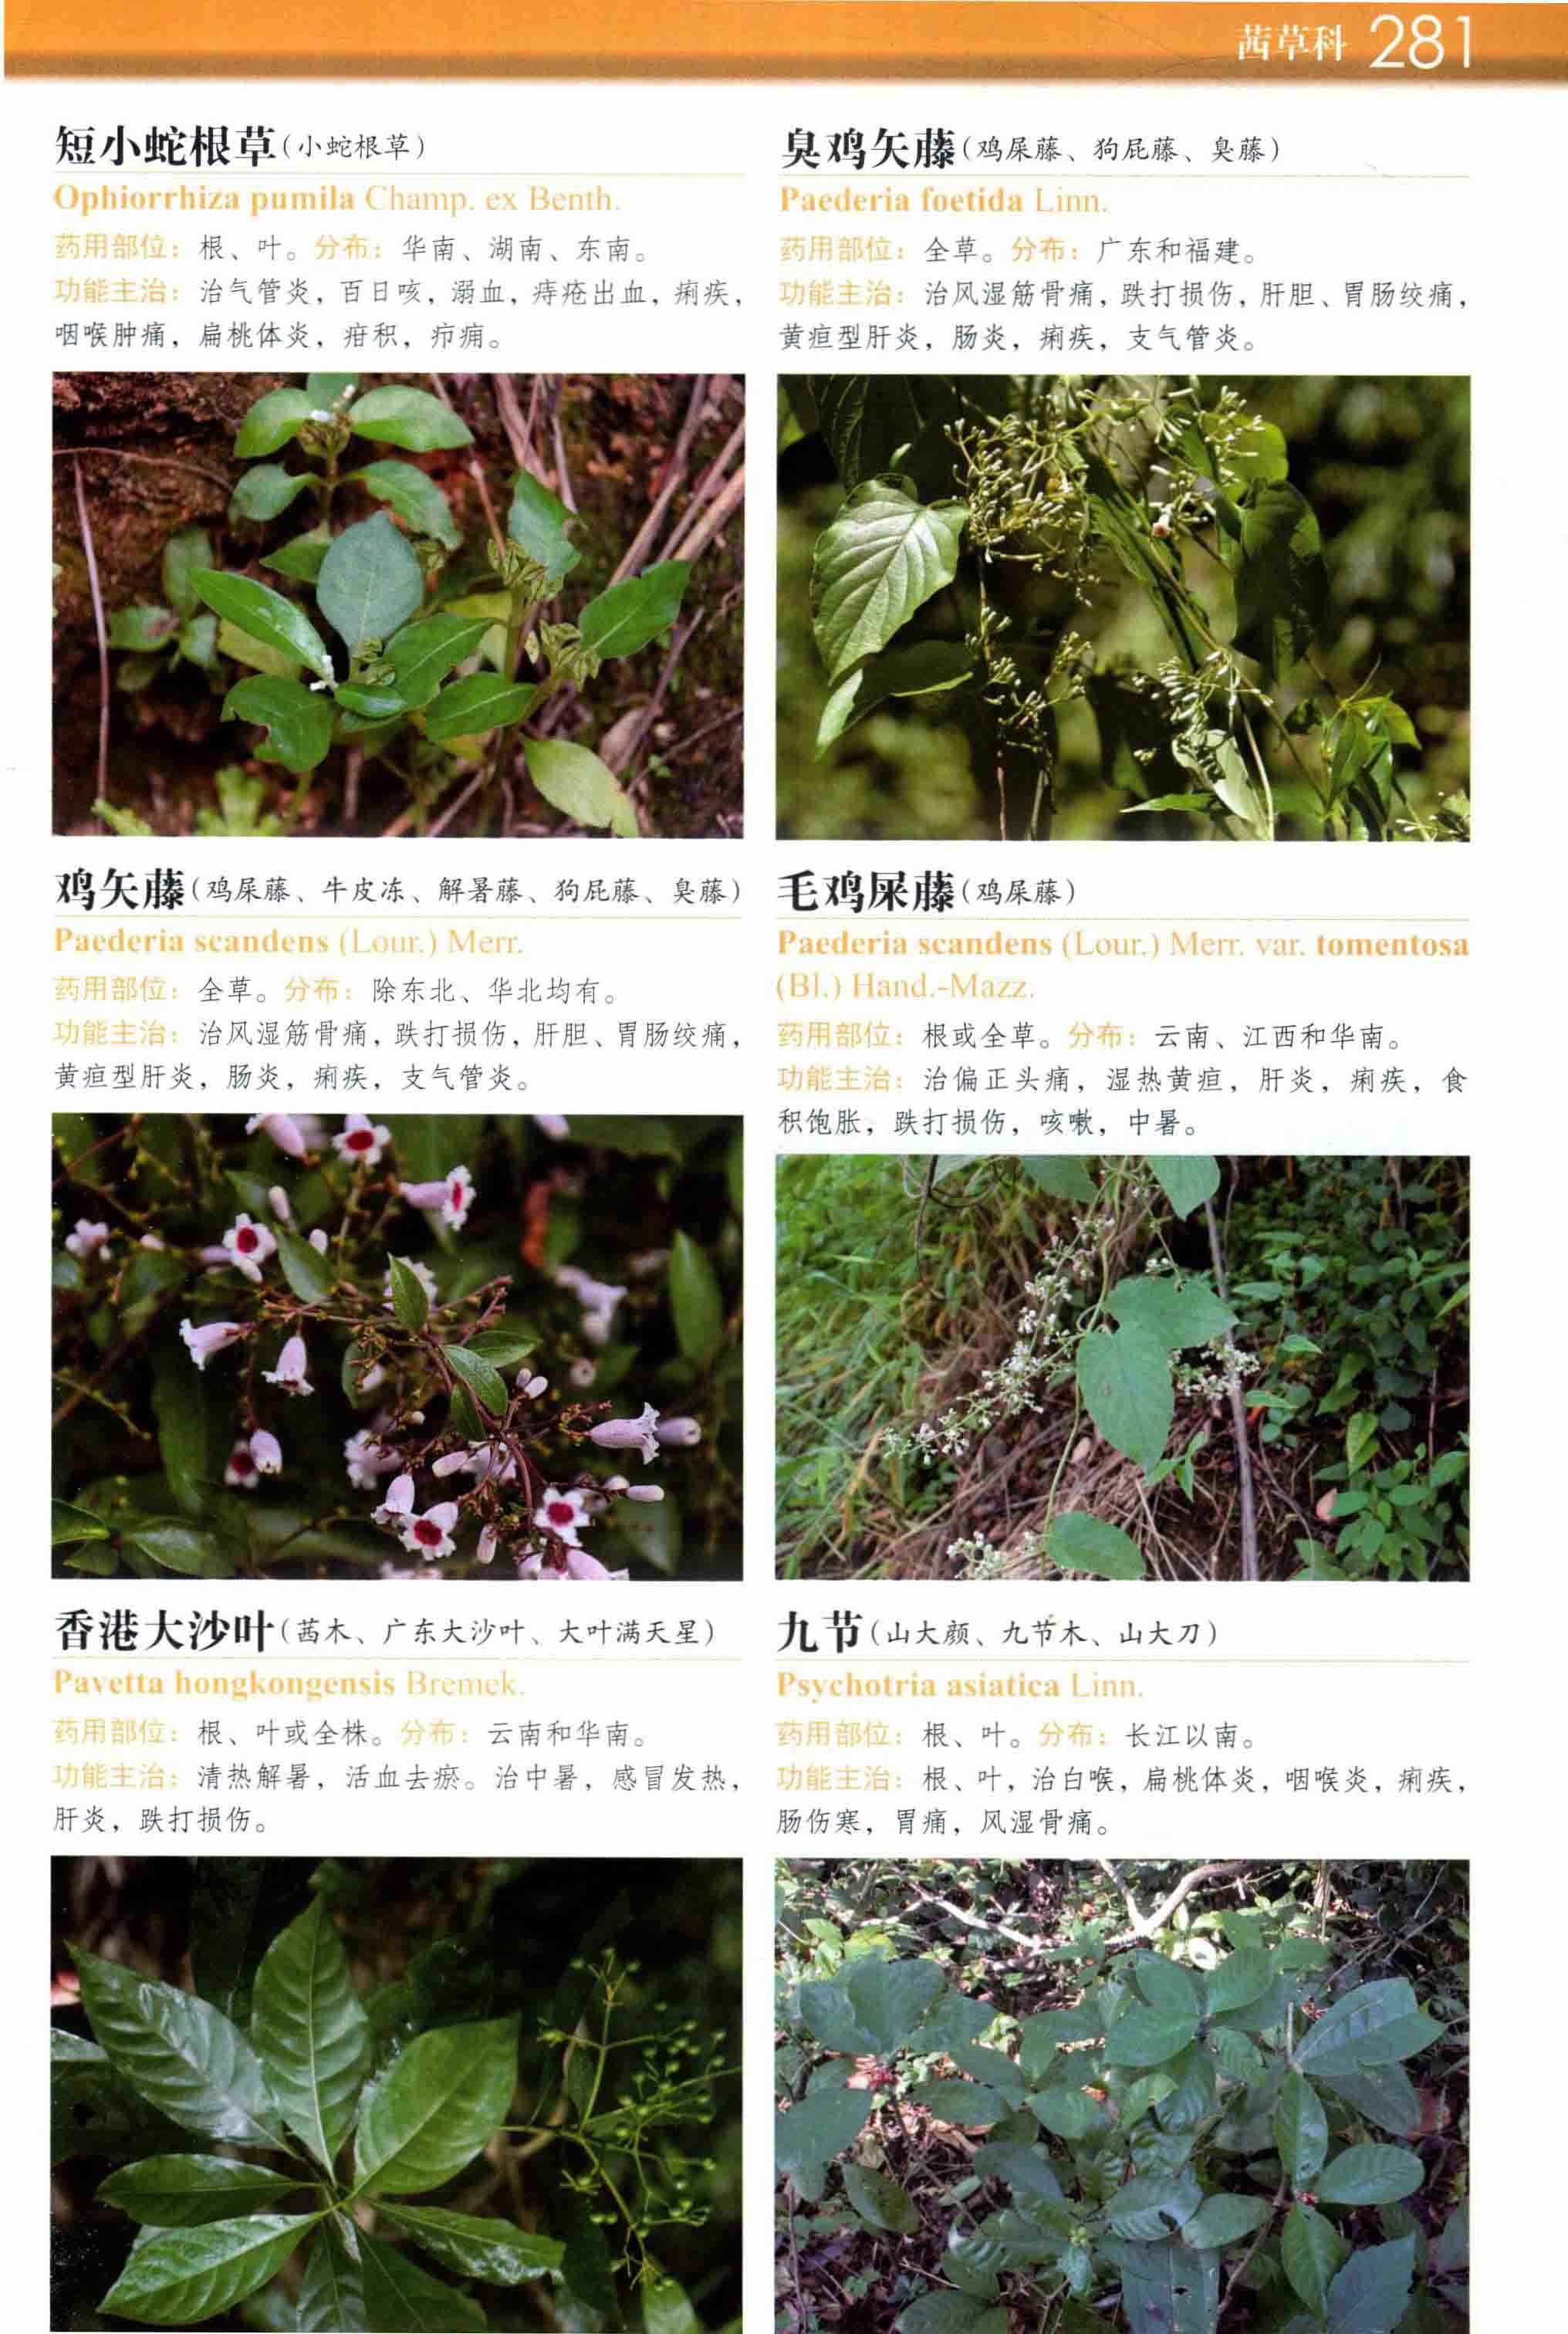 茜草科 281
短小蛇根草(小蛇根草)
Ophiorrhiza pumila Champ. ex Benth.
药用部位：根、叶。分布：华南、湖南、东南。
功能主治：治气管炎，百日咳，溺血，痔疮出血，痢疾，
咽喉肿痛，扁桃体炎，疳积，疖痈。
鸡矢藤(鸡屎藤、牛皮冻、解暑藤、狗屁藤、臭藤)
Paederia scandens (Lour.) Merr.
药用部位：全草。分布：除东北、华北均有。
功能主治：治风湿筋骨痛，跌打损伤，肝胆、胃肠绞痛，
黄疸型肝炎，肠炎，痢疾，支气管炎。
香港大沙叶(茜木、广东大沙叶、大叶满天星)
Pavetta hongkongensis Bremek.
药用部位：根、叶或全株。分布：云南和华南。
功能主治：清热解暑，活血去瘀。治中暑，感冒发热，
肝炎，跌打损伤。
臭鸡矢藤(鸡屎藤、狗屁藤、臭藤)
Paederia foetida Linn.
药用部位：全草。分布：广东和福建。
功能主治：治风湿筋骨痛，跌打损伤，肝胆、胃肠绞痛，
黄疸型肝炎，肠炎，痢疾，支气管炎。
毛鸡屎藤(鸡屎藤)
Paederia scandens (Lour.) Merr. var. tomentosa
(Bl.) Hand.-Mazz.
药用部位：根或全草。分布：云南、江西和华南。
功能主治：治偏正头痛，湿热黄疸，肝炎，痢疾，食
积饱胀，跌打损伤，咳嗽，中暑。
九节(山大颜、九节木、山大刀)
Psychotria asiatica Linn.
药用部位：根、叶。分布：长江以南。
功能主治：根、叶，治白喉，扁桃体炎，咽喉炎，痢疾，
肠伤寒，胃痛，风湿骨痛。